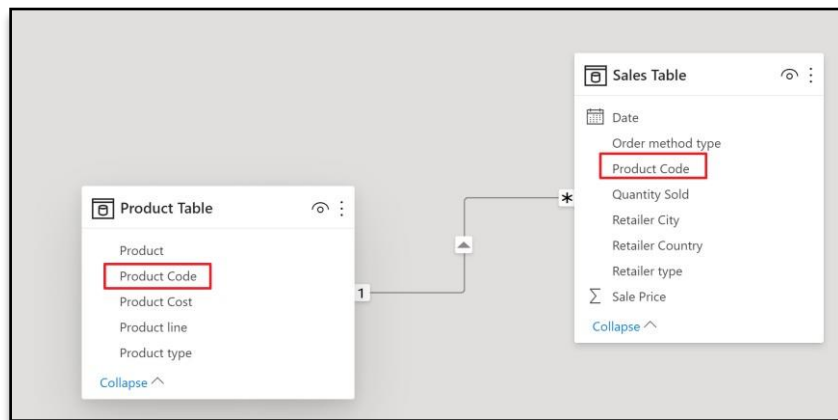 Sales Table
Date
Order method type
Product Code
Quantity Sold
Retailer City
Retailer Country
Retailer type
Σ Sale Price
Collapse
*
Product Table
Product
Product Code
Product Cost
Product line
Product type
Collapse
1